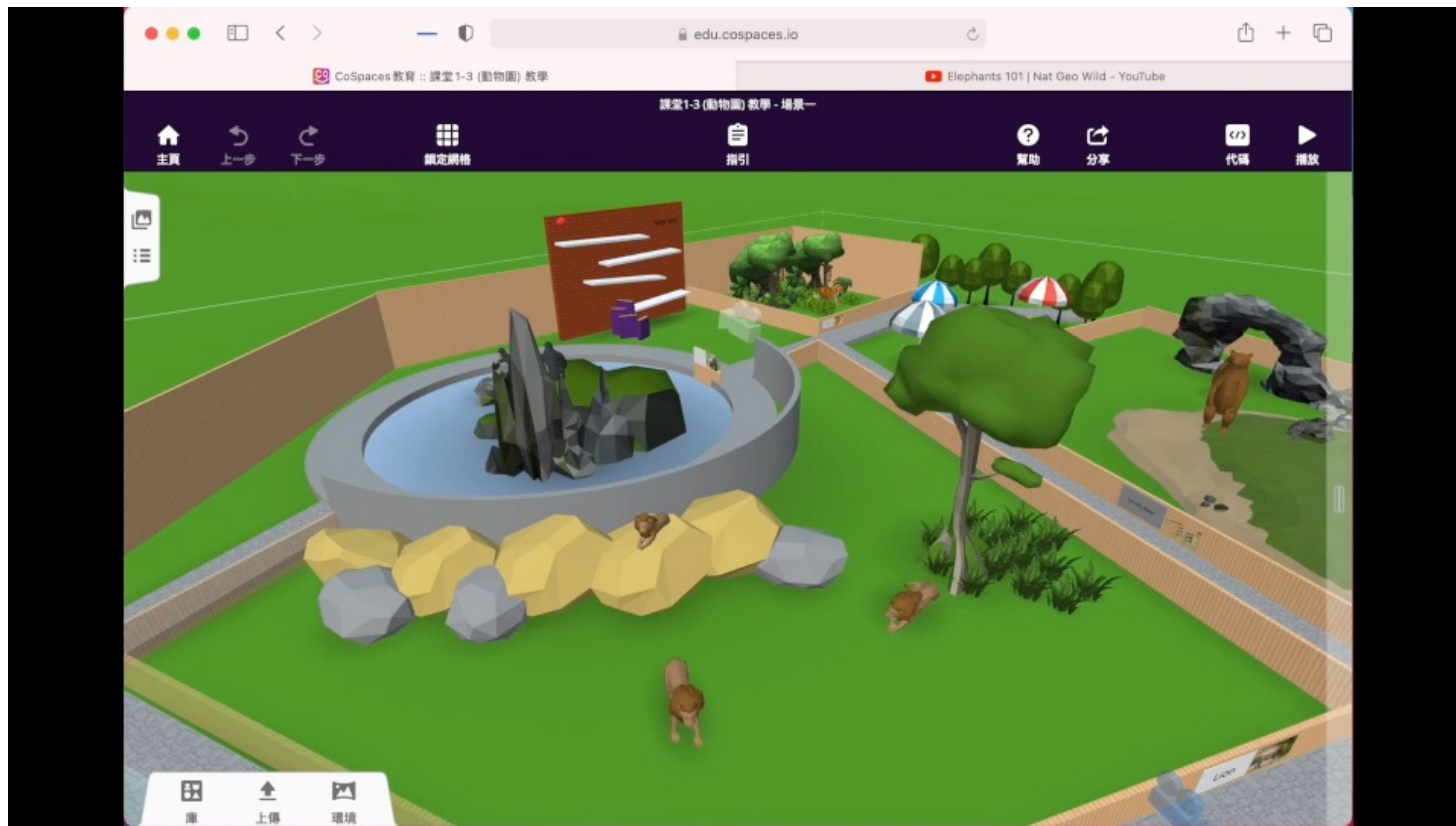 edu.cospaces.io
CoSpaces 教育 :: 課堂1-3 (動物園) 教學
Elephants 101 | Nat Geo Wild - YouTube
課堂1-3 (動物園) 教學 - 場景一
主頁
上一步
下一步
鎖定網格
指引
幫助
分享
代碼
播放
Lion
庫
上傳
環境